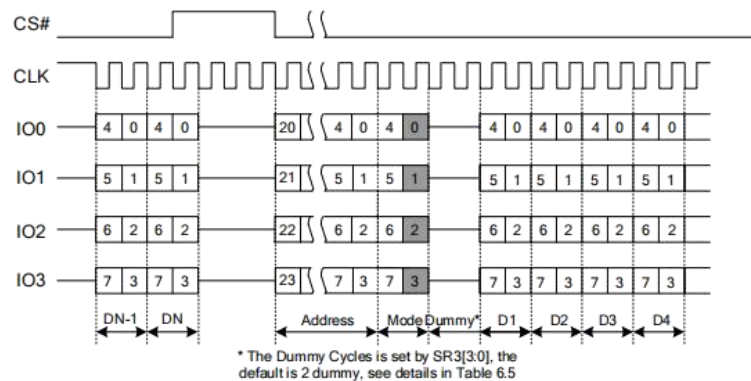 CS#
CLK
IO0 4 0 4 0 20 4 0 4 0 4 0 4 0 4 0 4 0
IO1 5 1 5 1 21 5 1 5 1 5 1 5 1 5 1 5 1
IO2 6 2 6 2 22 6 2 6 2 6 2 6 2 6 2 6 2
IO3 7 3 7 3 23 7 3 7 3 7 3 7 3 7 3 7 3
DN-1 DN Address Mode Dummy* D1 D2 D3 D4
* The Dummy Cycles is set by SR3[3:0], the
default is 2 dummy, see details in Table 6.5